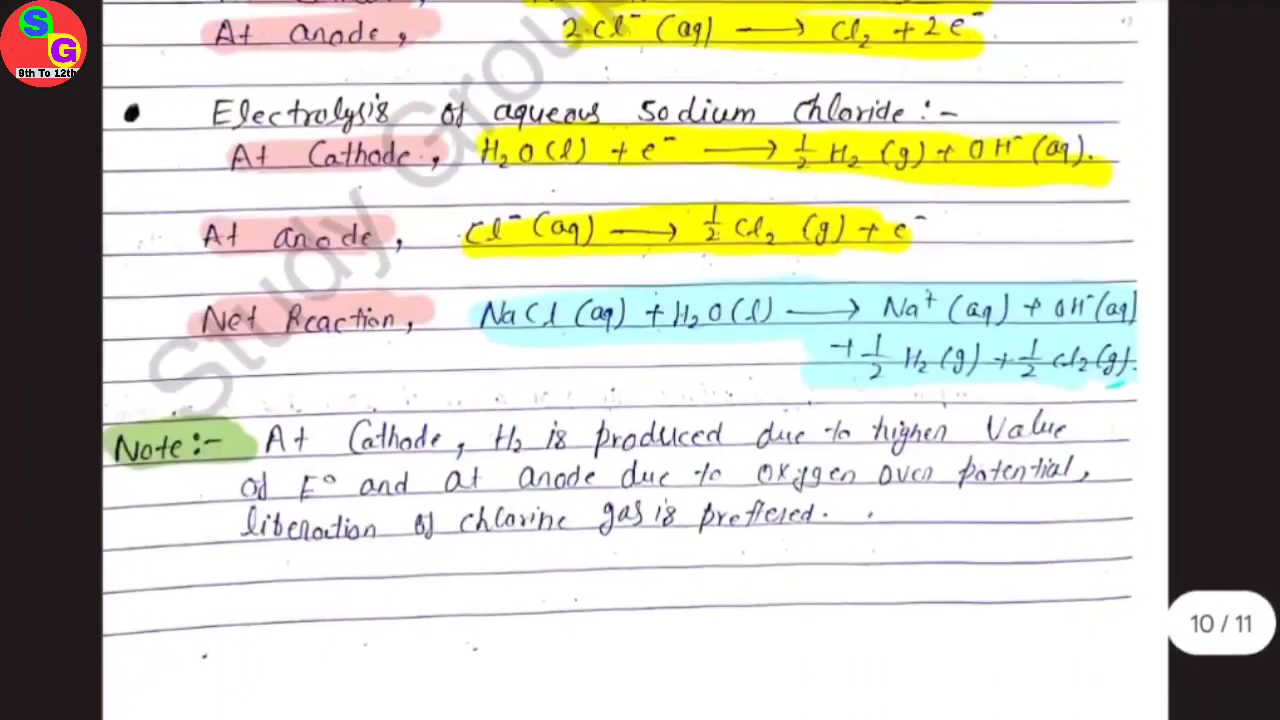 S
G
9th To 12th
At anode, 2Cl⁻ (aq) ⟶ Cl₂ + 2e⁻
• Electrolysis of aqueous Sodium Chloride :-
At Cathode, H₂O(l) + e⁻ ⟶ ½ H₂ (g) + OH⁻ (aq).
At anode, Cl⁻ (aq) ⟶ ½ Cl₂ (g) + e⁻
Net Reaction, NaCl (aq) + H₂O(l) ⟶ Na⁺ (aq) + OH⁻(aq)
+ ½ H₂ (g) + ½ Cl₂(g).
Note:- At Cathode, H₂ is produced due to higher Value
of E° and at anode due to oxygen over potential,
liberation of chlorine gas is preffered.
Study Group
10 / 11